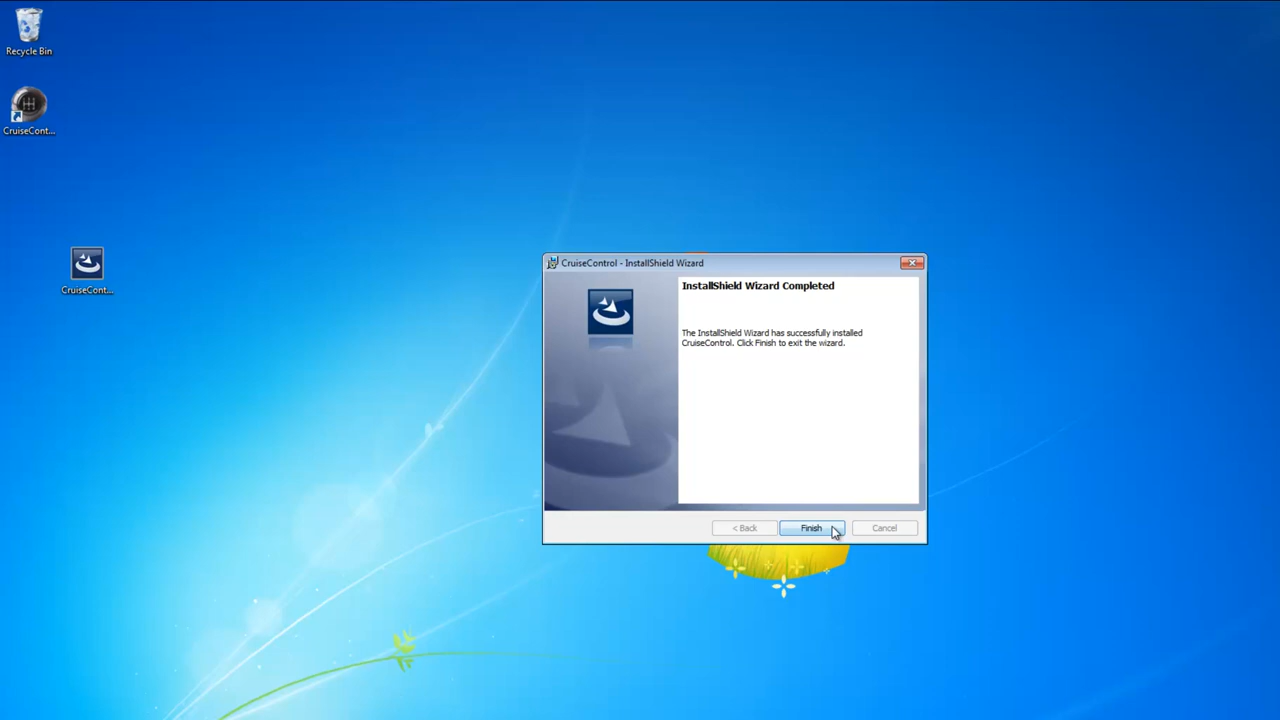 Recycle Bin
CruiseCont...
CruiseCont...
CruiseControl - InstallShield Wizard
InstallShield Wizard Completed
The InstallShield Wizard has successfully installed
CruiseControl. Click Finish to exit the wizard.
< Back
Finish
Cancel